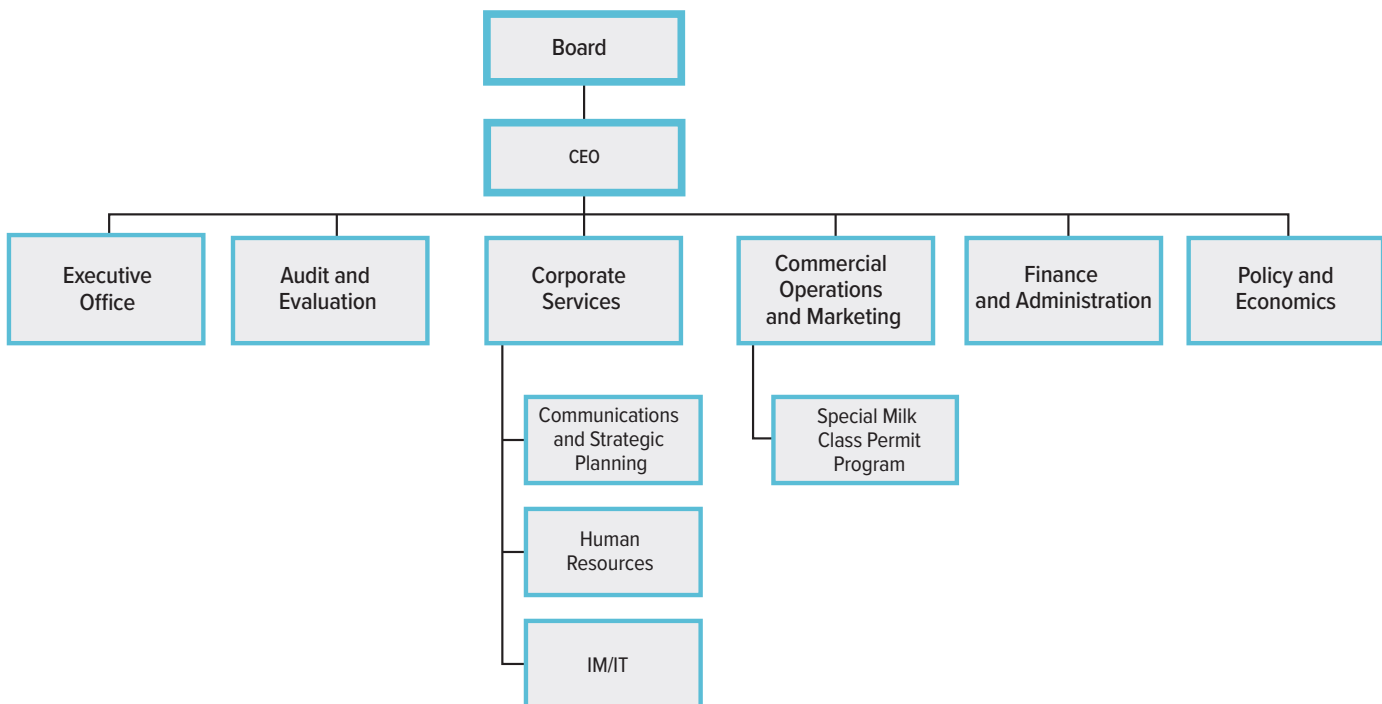 Board
CEO
Executive
Office
Audit and
Evaluation
Corporate
Services
Commercial
Operations
and Marketing
Finance
and Administration
Policy and
Economics
Communications
and Strategic
Planning
Human
Resources
IM/IT
Special Milk
Class Permit
Program